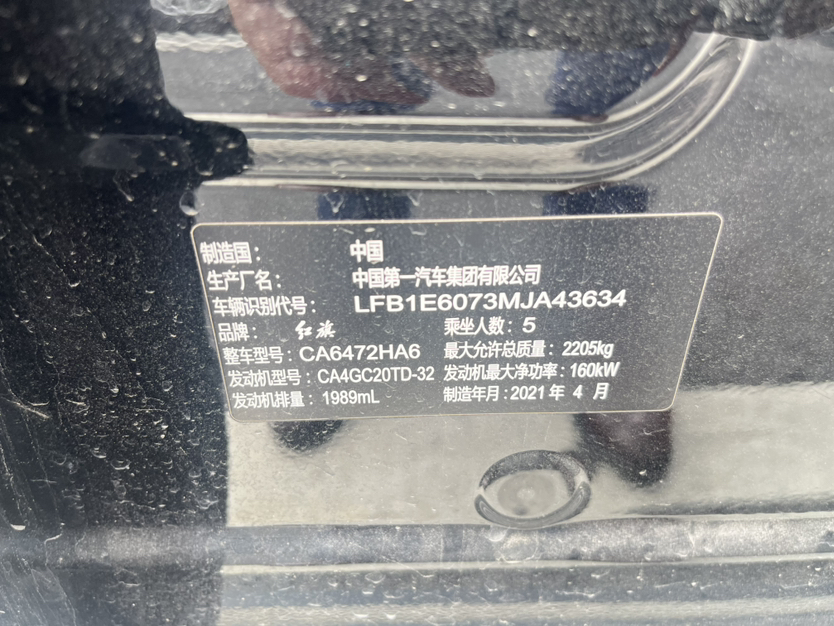 制造国： 中国
生产厂名： 中国第一汽车集团有限公司
车辆识别代号： LFB1E6073MJA43634
品牌： 红旗 乘坐人数：5
整车型号：CA6472HA6 最大允许总质量：2205kg
发动机型号：CA4GC20TD-32 发动机最大净功率：160kW
发动机排量：1989mL 制造年月：2021年 4 月